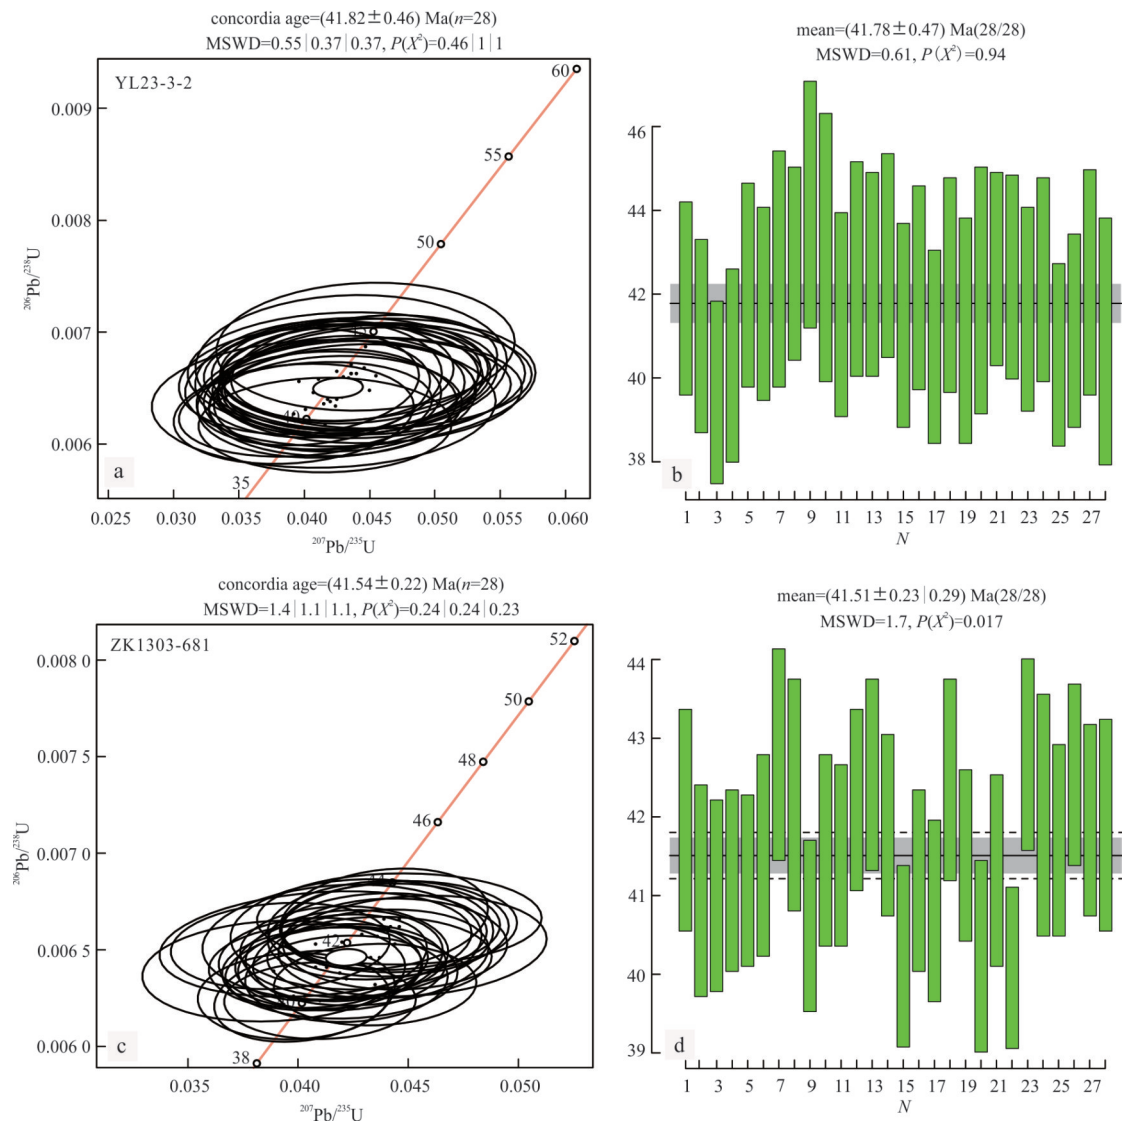 concordia age=(41.82±0.46) Ma(n=28)
MSWD=0.55|0.37|0.37, P(X²)=0.46|1|1
YL23-3-2
60
55
50
40
35
0.009
0.008
0.007
0.006
²⁰⁶Pb/²³⁸U
a
0.025 0.030 0.035 0.040 0.045 0.050 0.055 0.060
²⁰⁷Pb/²³⁵U
mean=(41.78±0.47) Ma(28/28)
MSWD=0.61, P(X²)=0.94
46
44
42
40
38
b
1 3 5 7 9 11 13 15 17 19 21 23 25 27
N
concordia age=(41.54±0.22) Ma(n=28)
MSWD=1.4|1.1|1.1, P(X²)=0.24|0.24|0.23
ZK1303-681
52
50
48
46
42
38
0.008 0
0.007 5
0.007 0
0.006 5
0.006 0
²⁰⁶Pb/²³⁸U
c
0.035 0.040 0.045 0.050
²⁰⁷Pb/²³⁵U
mean=(41.51±0.23|0.29) Ma(28/28)
MSWD=1.7, P(X²)=0.017
44
43
42
41
40
39
d
1 3 5 7 9 11 13 15 17 19 21 23 25 27
N